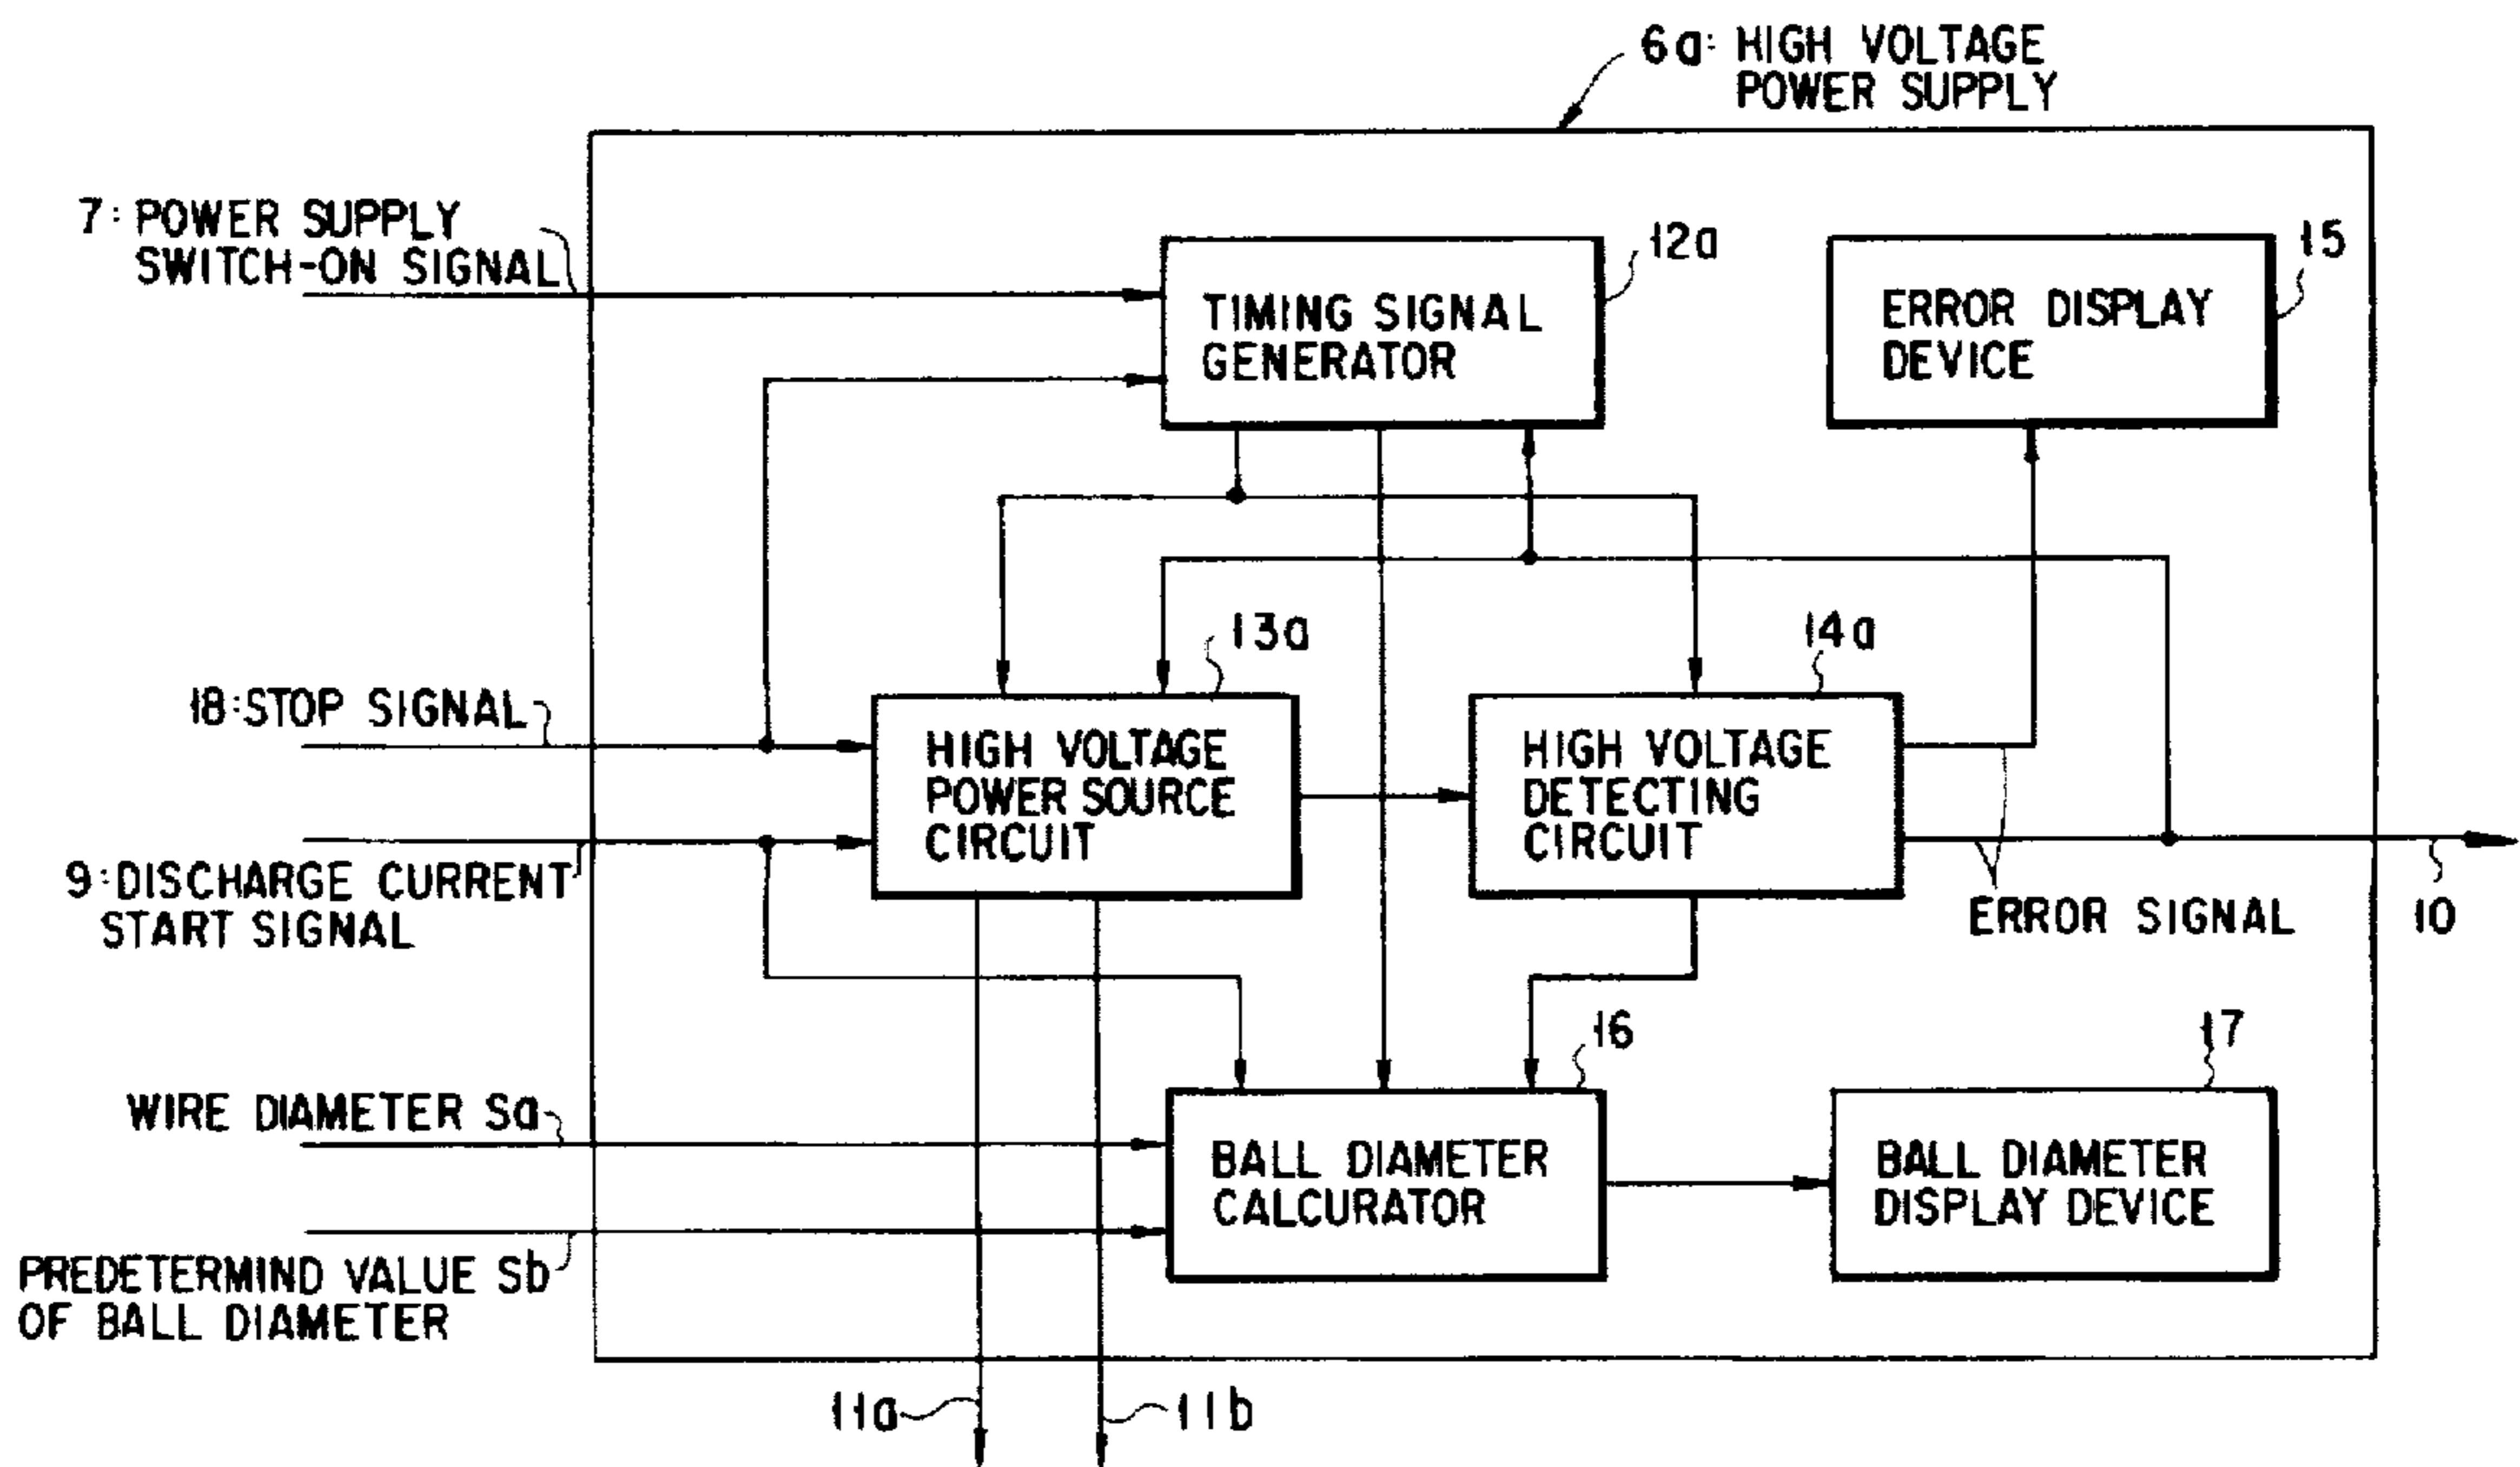 6a: HIGH VOLTAGE
POWER SUPPLY
7: POWER SUPPLY
SWITCH-ON SIGNAL
12a
15
TIMING SIGNAL
GENERATOR
ERROR DISPLAY
DEVICE
13a
14a
18: STOP SIGNAL
HIGH VOLTAGE
POWER SOURCE
CIRCUIT
HIGH VOLTAGE
DETECTING
CIRCUIT
9: DISCHARGE CURRENT
START SIGNAL
ERROR SIGNAL
10
16
17
WIRE DIAMETER Sa
BALL DIAMETER
CALCURATOR
BALL DIAMETER
DISPLAY DEVICE
PREDETERMIND VALUE Sb
OF BALL DIAMETER
11a
11b